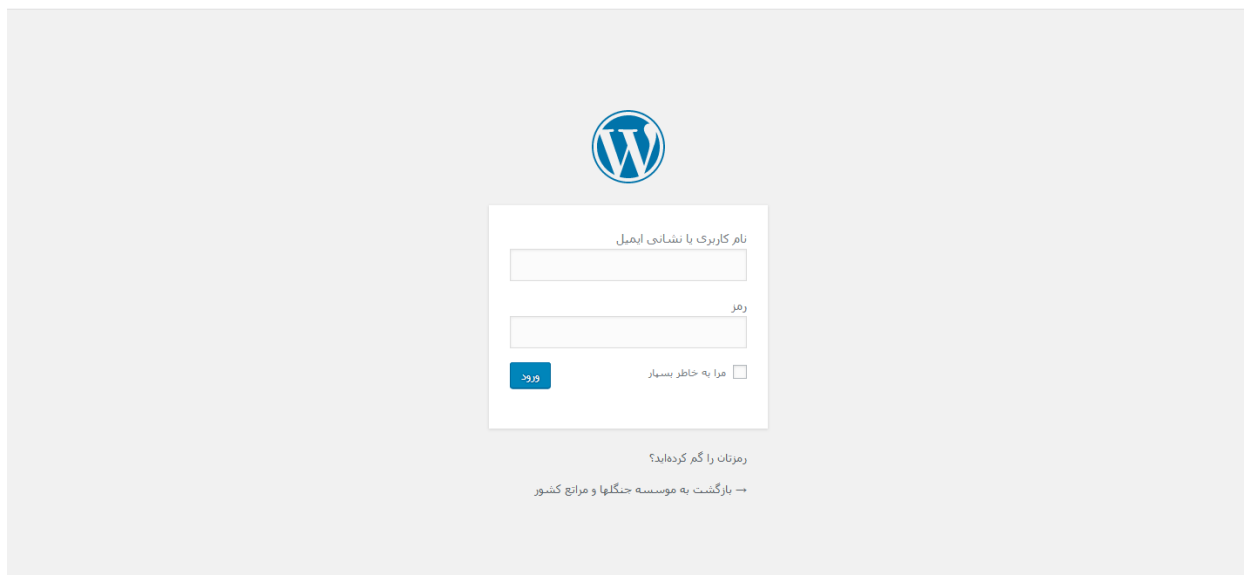 نام کاربری یا نشانی ایمیل
رمز
مرا به خاطر بسپار
ورود
رمزتان را گم کرده‌اید؟
→ بازگشت به موسسه جنگلها و مراتع کشور